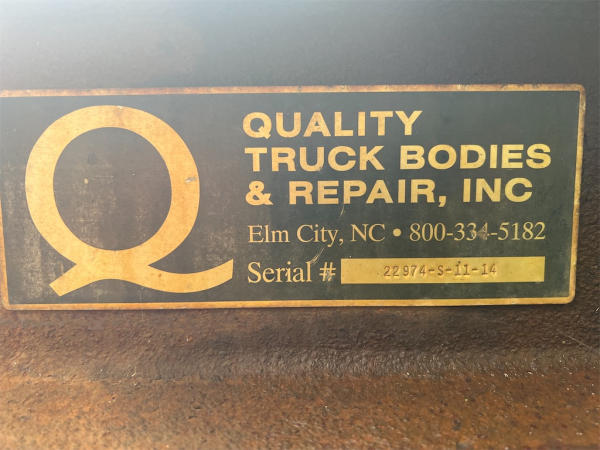 Q
QUALITY
TRUCK BODIES
& REPAIR, INC
Elm City, NC • 800-334-5182
Serial # 22974-S-11-14